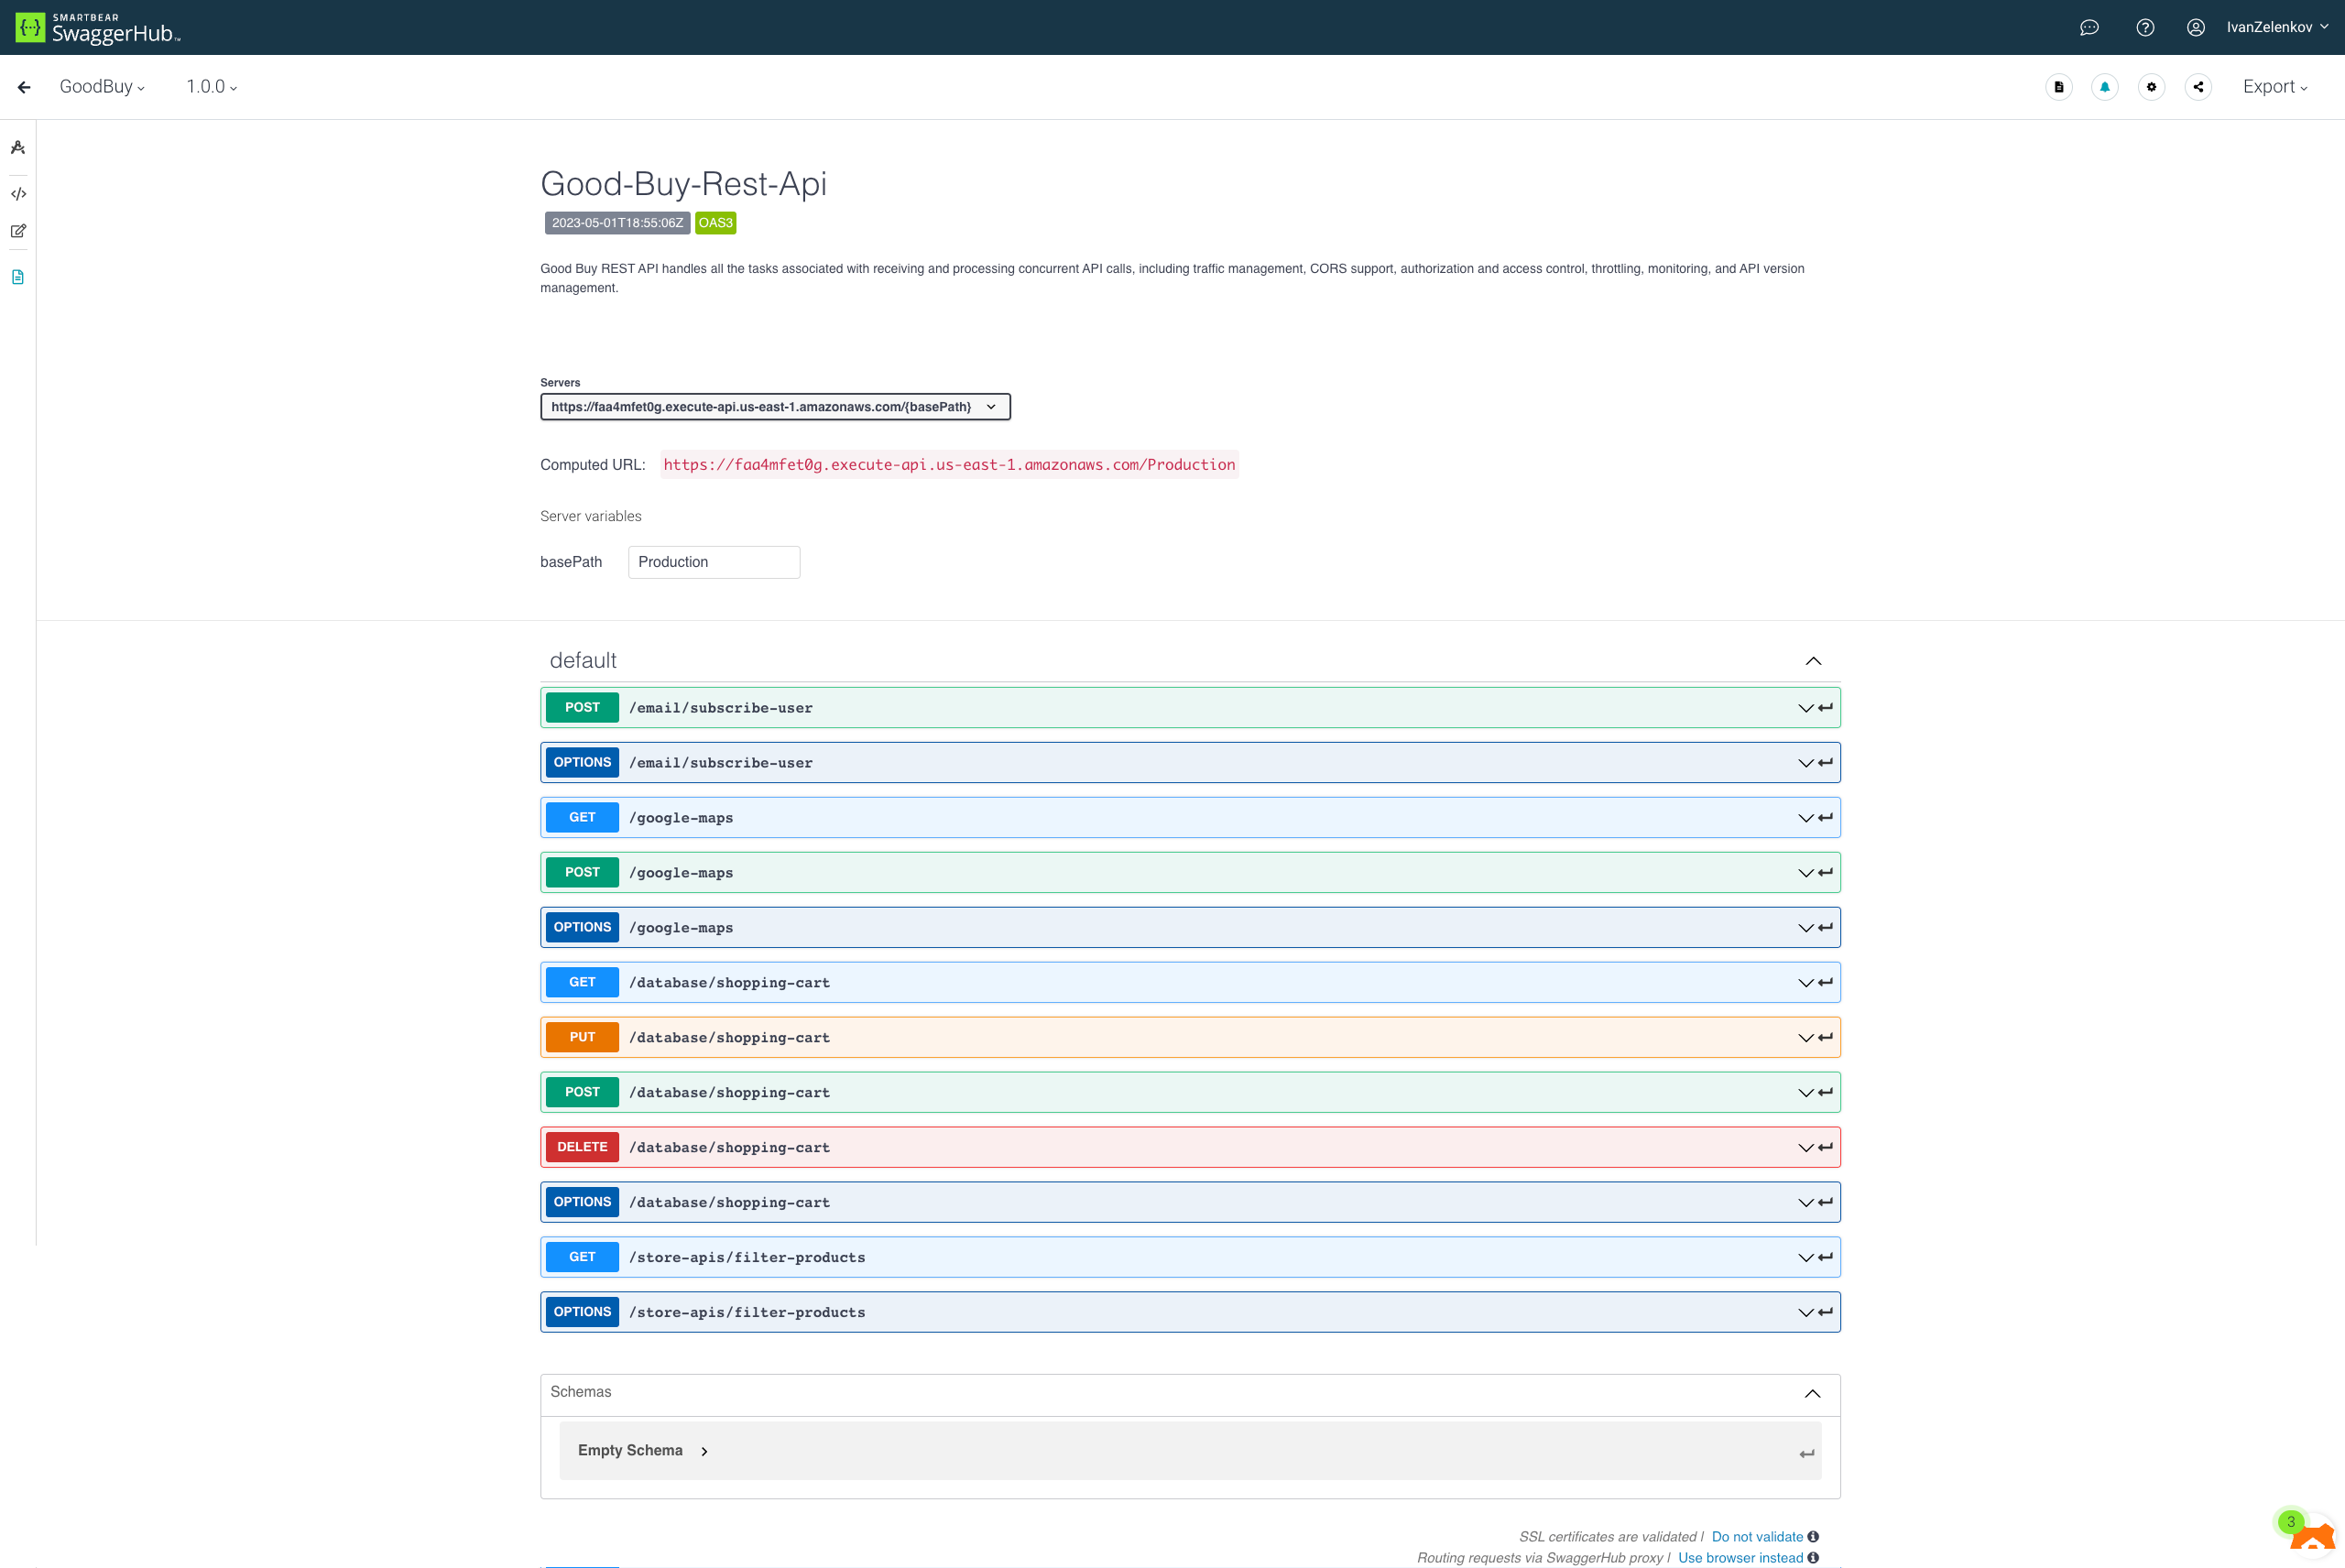 SMARTBEAR
SwaggerHub™
IvanZelenkov
GoodBuy
1.0.0
Export
Good-Buy-Rest-Api
2023-05-01T18:55:06Z OAS3
Good Buy REST API handles all the tasks associated with receiving and processing concurrent API calls, including traffic management, CORS support, authorization and access control, throttling, monitoring, and API version
management.
Servers
https://faa4mfet0g.execute-api.us-east-1.amazonaws.com/{basePath}
Computed URL: https://faa4mfet0g.execute-api.us-east-1.amazonaws.com/Production
Server variables
basePath Production
default
POST /email/subscribe-user
OPTIONS /email/subscribe-user
GET /google-maps
POST /google-maps
OPTIONS /google-maps
GET /database/shopping-cart
PUT /database/shopping-cart
POST /database/shopping-cart
DELETE /database/shopping-cart
OPTIONS /database/shopping-cart
GET /store-apis/filter-products
OPTIONS /store-apis/filter-products
Schemas
Empty Schema
SSL certificates are validated | Do not validate
Routing requests via SwaggerHub proxy | Use browser instead
3